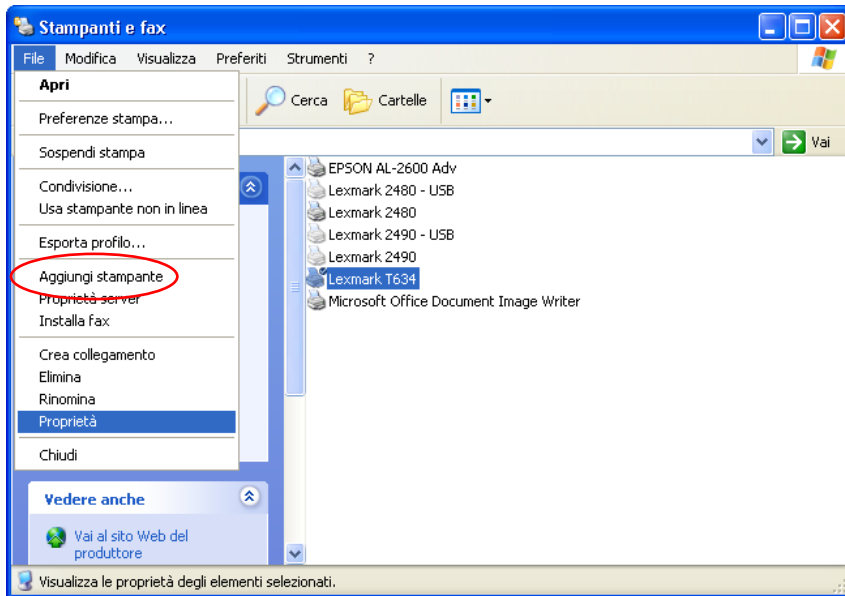 Stampanti e fax
File Modifica Visualizza Preferiti Strumenti ?
Apri
Preferenze stampa...
Sospendi stampa
Condivisione...
Usa stampante non in linea
Esporta profilo...
Aggiungi stampante
Proprietà server
Installa fax
Crea collegamento
Elimina
Rinomina
Proprietà
Chiudi
Cerca Cartelle
Vai
EPSON AL-2600 Adv
Lexmark 2480 - USB
Lexmark 2480
Lexmark 2490 - USB
Lexmark 2490
Lexmark T634
Microsoft Office Document Image Writer
Vedere anche
Vai al sito Web del
produttore
Visualizza le proprietà degli elementi selezionati.